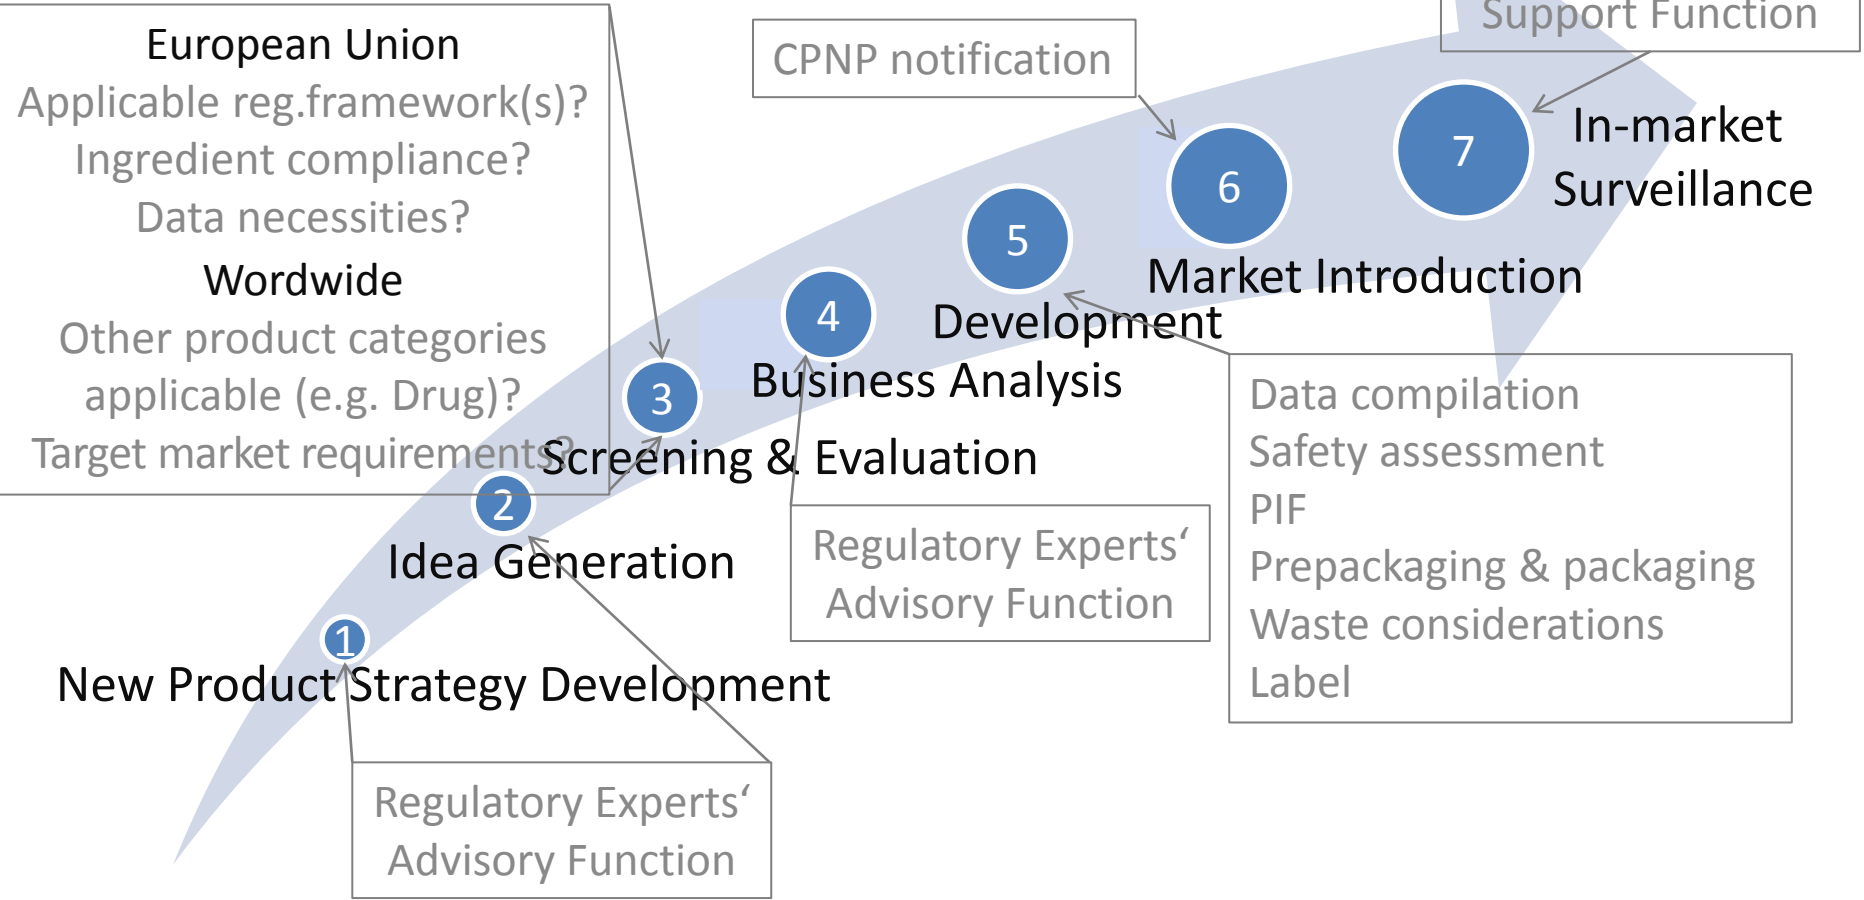 European Union
Applicable reg.framework(s)?
Ingredient compliance?
Data necessities?
Wordwide
Other product categories
applicable (e.g. Drug)?
Target market requirements?
CPNP notification
Support Function
7
In-market
Surveillance
6
Market Introduction
5
Development
4
Business Analysis
3
Screening & Evaluation
2
Idea Generation
1
New Product Strategy Development
Regulatory Experts‘
Advisory Function
Regulatory Experts‘
Advisory Function
Data compilation
Safety assessment
PIF
Prepackaging & packaging
Waste considerations
Label